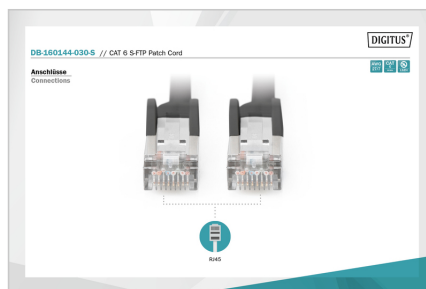 DIGITUS®
DB-160144-030-S // CAT 6 S-FTP Patch Cord
Anschlüsse
Connections
RJ45